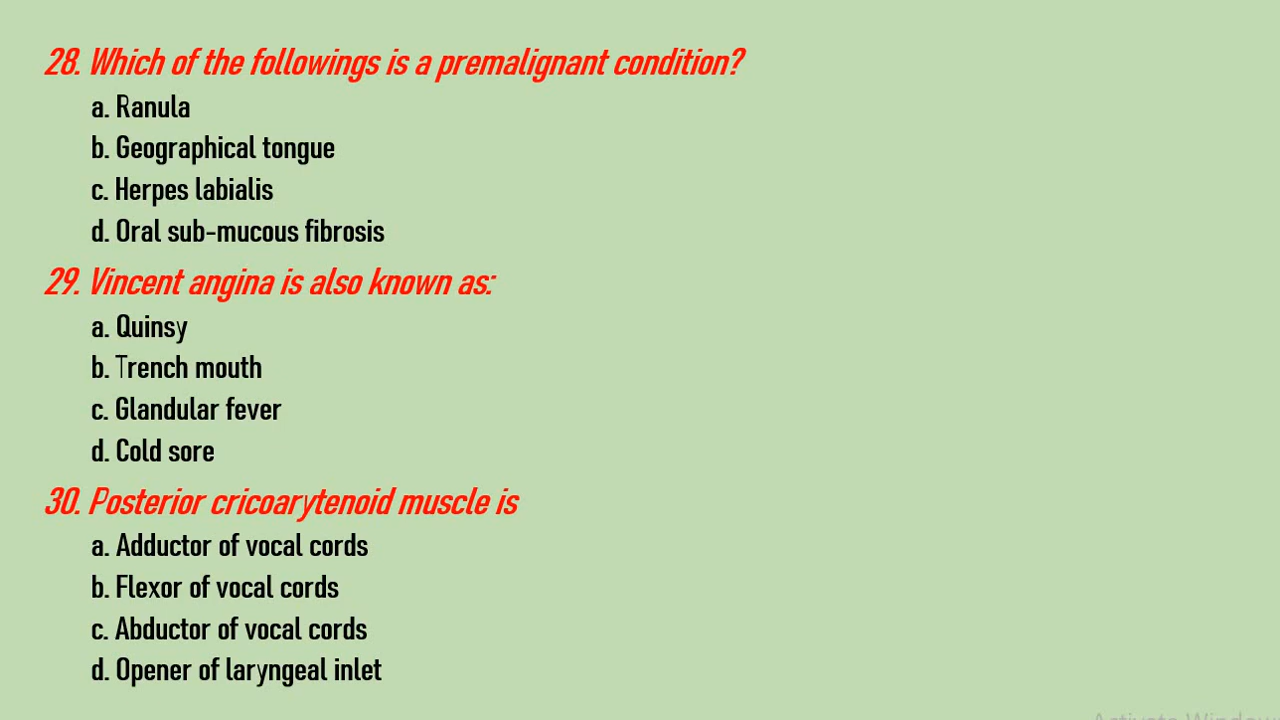 28. Which of the followings is a premalignant condition?
a. Ranula
b. Geographical tongue
c. Herpes labialis
d. Oral sub-mucous fibrosis
29. Vincent angina is also known as:
a. Quinsy
b. Trench mouth
c. Glandular fever
d. Cold sore
30. Posterior cricoarytenoid muscle is
a. Adductor of vocal cords
b. Flexor of vocal cords
c. Abductor of vocal cords
d. Opener of laryngeal inlet